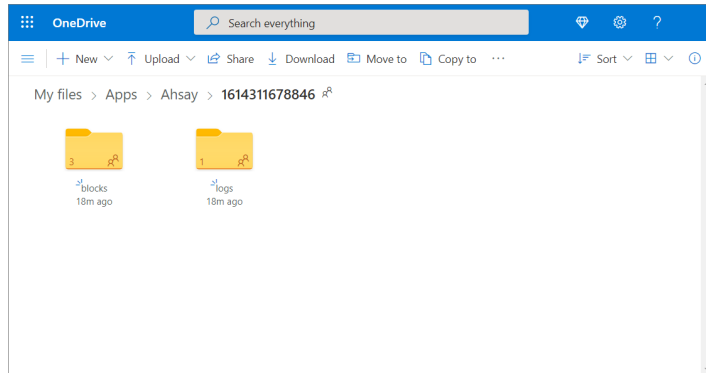 OneDrive
Search everything
?
New
Upload
Share
Download
Move to
Copy to
···
Sort
My files > Apps > Ahsay > 1614311678846
3
blocks
18m ago
1
logs
18m ago